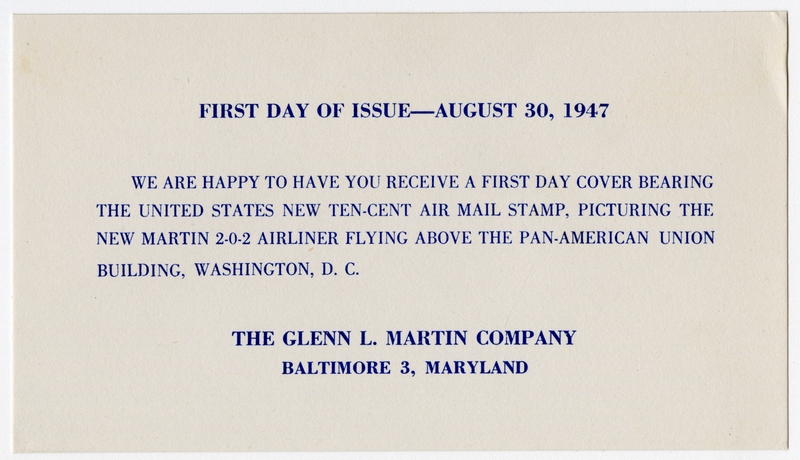 FIRST DAY OF ISSUE—AUGUST 30, 1947
WE ARE HAPPY TO HAVE YOU RECEIVE A FIRST DAY COVER BEARING
THE UNITED STATES NEW TEN-CENT AIR MAIL STAMP, PICTURING THE
NEW MARTIN 2-0-2 AIRLINER FLYING ABOVE THE PAN-AMERICAN UNION
BUILDING, WASHINGTON, D. C.
THE GLENN L. MARTIN COMPANY
BALTIMORE 3, MARYLAND